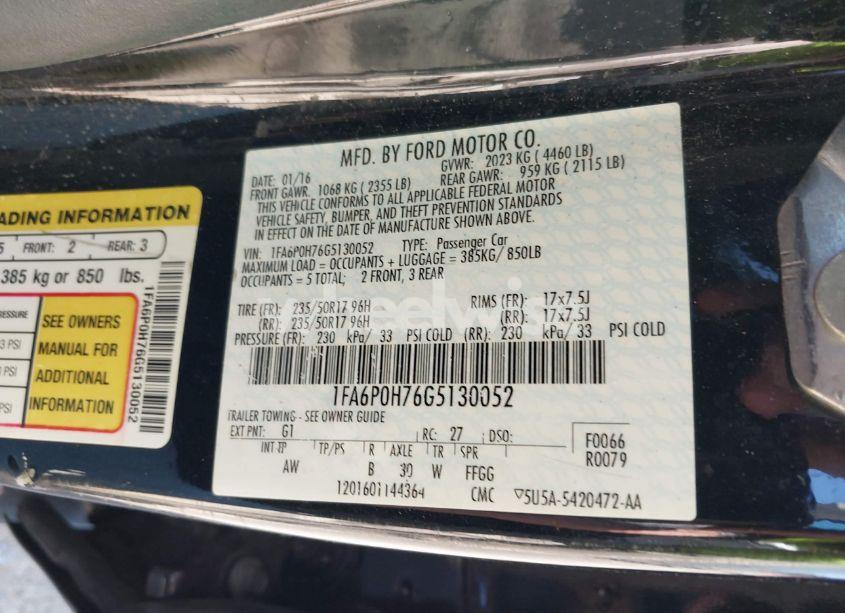 MFD. BY FORD MOTOR CO.
DATE: 01/16 GVWR: 2023 KG ( 4460 LB)
FRONT GAWR: 1068 KG ( 2355 LB) REAR GAWR: 959 KG ( 2115 LB)
THIS VEHICLE CONFORMS TO ALL APPLICABLE FEDERAL MOTOR
VEHICLE SAFETY, BUMPER, AND THEFT PREVENTION STANDARDS
IN EFFECT ON THE DATE OF MANUFACTURE SHOWN ABOVE.
VIN: 1FA6P0H76G5130052 TYPE: Passenger Car
MAXIMUM LOAD = OCCUPANTS + LUGGAGE = 385KG/ 850LB
OCCUPANTS = 5 TOTAL; 2 FRONT, 3 REAR
TIRE (FR): 235/50R17 96H RIMS (FR): 17x7.5J
(RR): 235/50R17 96H (RR): 17x7.5J
PRESSURE (FR): 230 kPa/ 33 PSI COLD (RR): 230 kPa/ 33 PSI COLD
1FA6P0H76G5130052
TRAILER TOWING - SEE OWNER GUIDE
EXT PNT: G1 RC: 27 DSO: F0066
R0079
INT TP TP/PS R AXLE TR SPR
AW B 30 W FFGG
1201601144364 CMC ▽5U5A-5420472-AA
ADING INFORMATION
5 FRONT: 2 REAR: 3
385 kg or 850 lbs.
RESSURE
3 PSI
PSI
PSI
SEE OWNERS
MANUAL FOR
ADDITIONAL
INFORMATION
1FA6P0H76G5130052